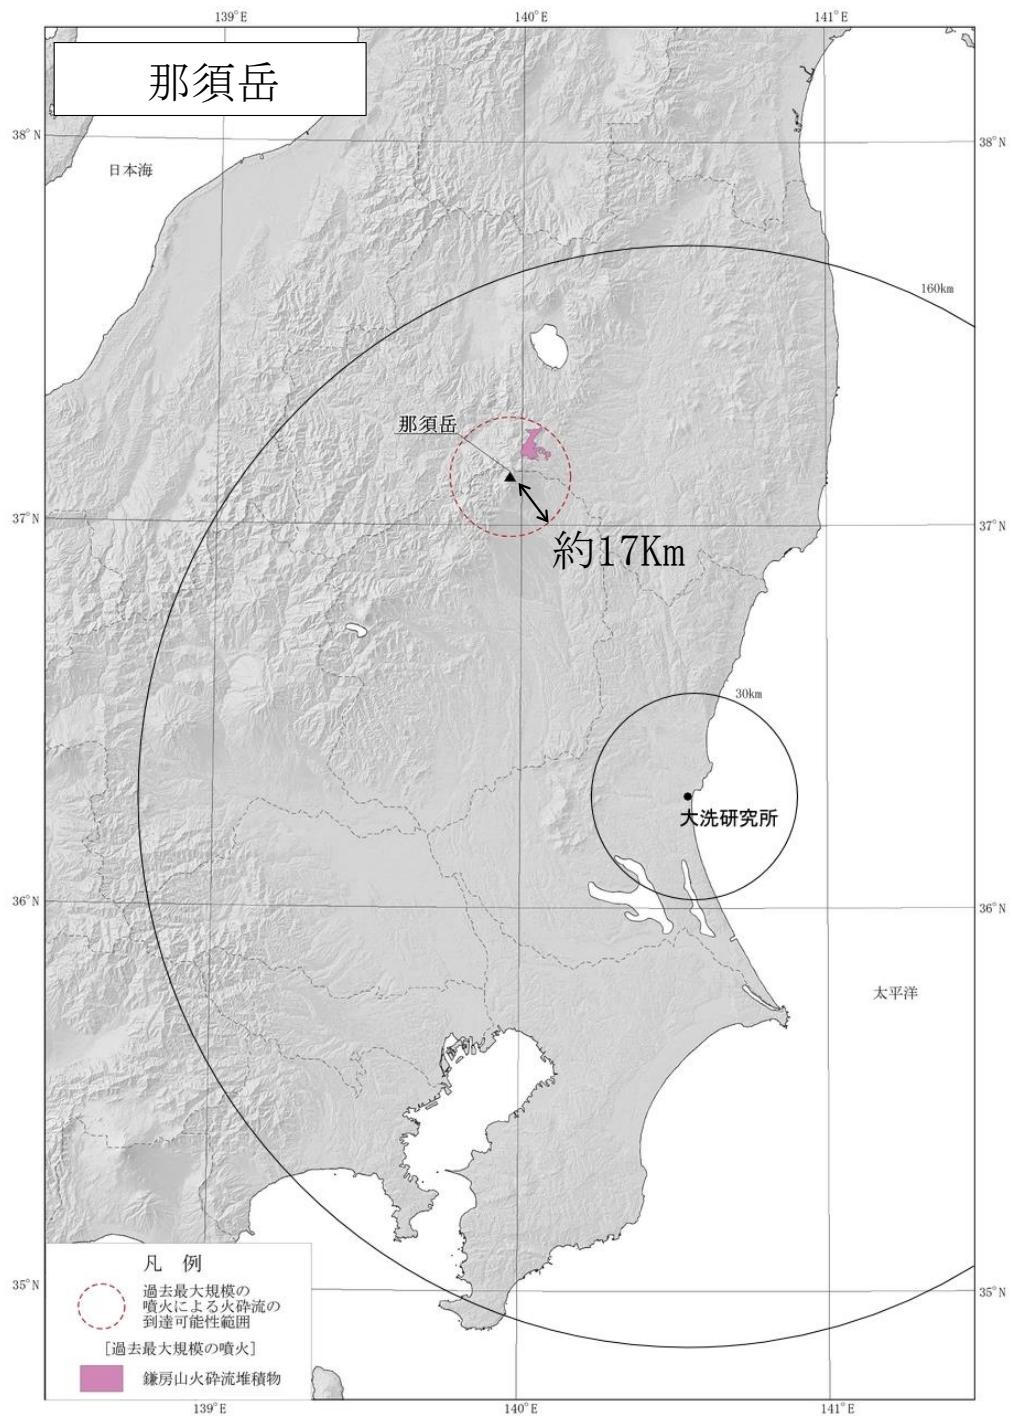 139°E 140°E 141°E
那須岳
38°N 38°N
日本海
160km
那須岳
37°N 37°N
約17Km
30km
大洗研究所
36°N 36°N
太平洋
凡 例
過去最大規模の
噴火による火砕流の
到達可能性範囲
[過去最大規模の噴火]
鎌房山火砕流堆積物
35°N 35°N
139°E 140°E 141°E